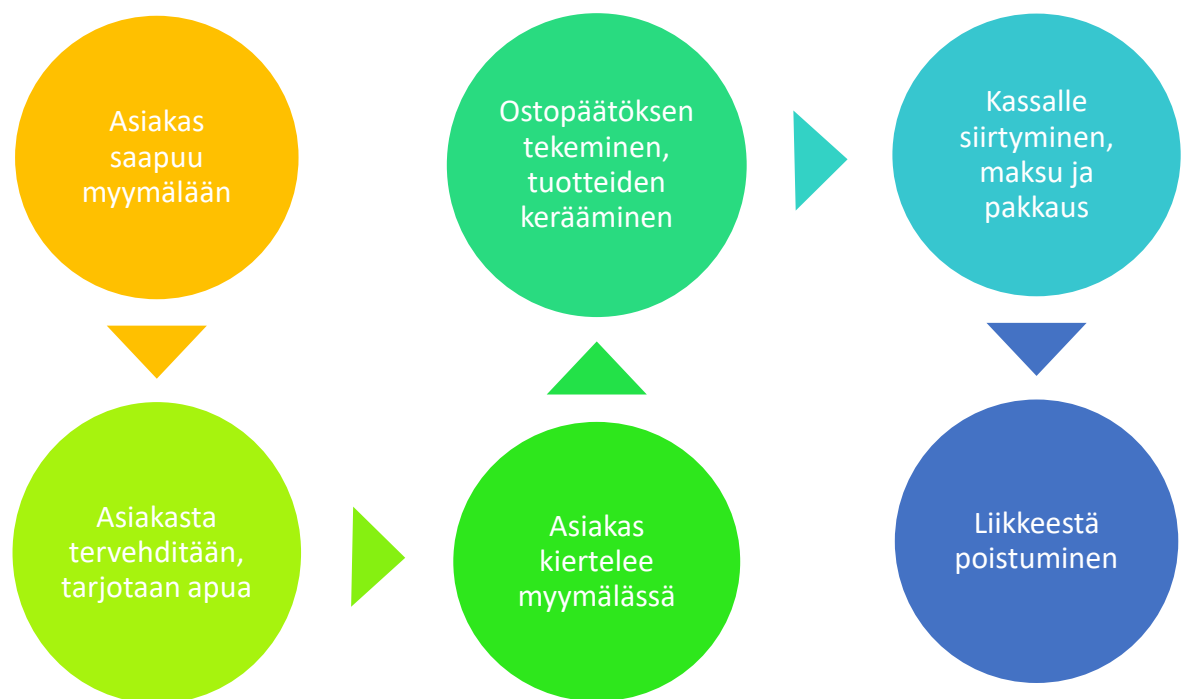 Asiakas
saapuu
myymälään
Asiakasta
tervehditään,
tarjotaan apua
Asiakas
kiertelee
myymälässä
Ostopäätöksen
tekeminen,
tuotteiden
kerääminen
Kassalle
siirtyminen,
maksu ja
pakkaus
Liikkeestä
poistuminen